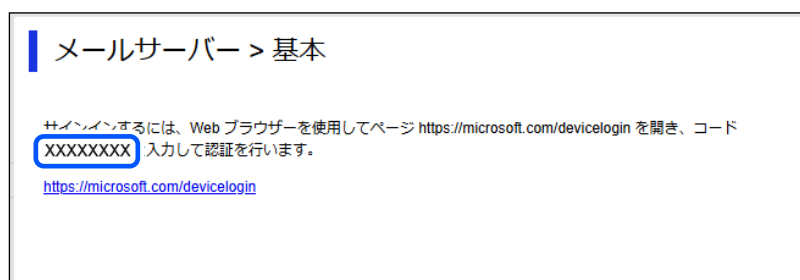 メールサーバー > 基本
サインインするには、Web ブラウザーを使用してページ https://microsoft.com/devicelogin を開き、コード
XXXXXXXX 入力して認証を行います。
https://microsoft.com/devicelogin